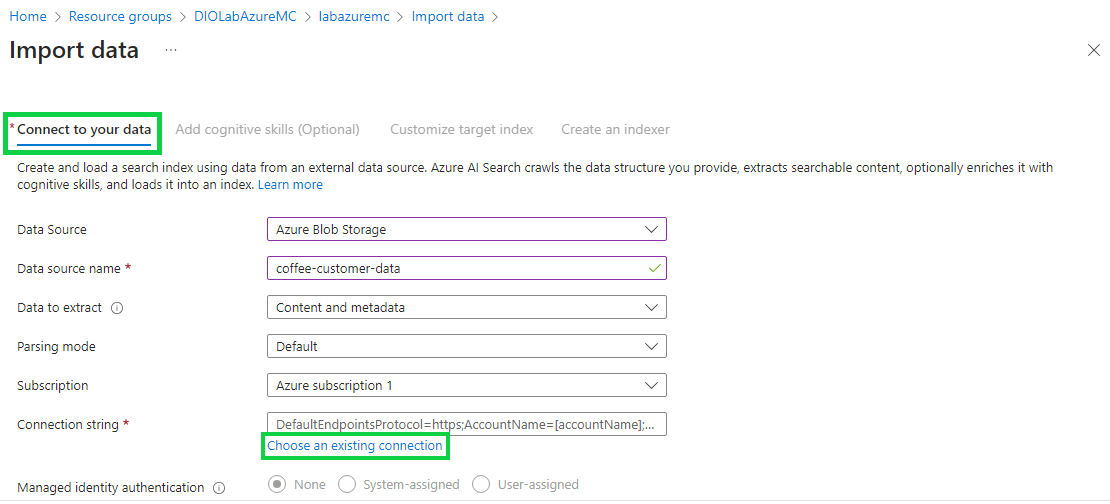 Home > Resource groups > DIOLabAzureMC > labazuremc > Import data >
Import data ...
* Connect to your data Add cognitive skills (Optional) Customize target index Create an indexer
Create and load a search index using data from an external data source. Azure AI Search crawls the data structure you provide, extracts searchable content, optionally enriches it with
cognitive skills, and loads it into an index. Learn more
Data Source Azure Blob Storage
Data source name * coffee-customer-data
Data to extract Content and metadata
Parsing mode Default
Subscription Azure subscription 1
Connection string * DefaultEndpointsProtocol=https;AccountName=[accountName];...
Choose an existing connection
Managed identity authentication None System-assigned User-assigned